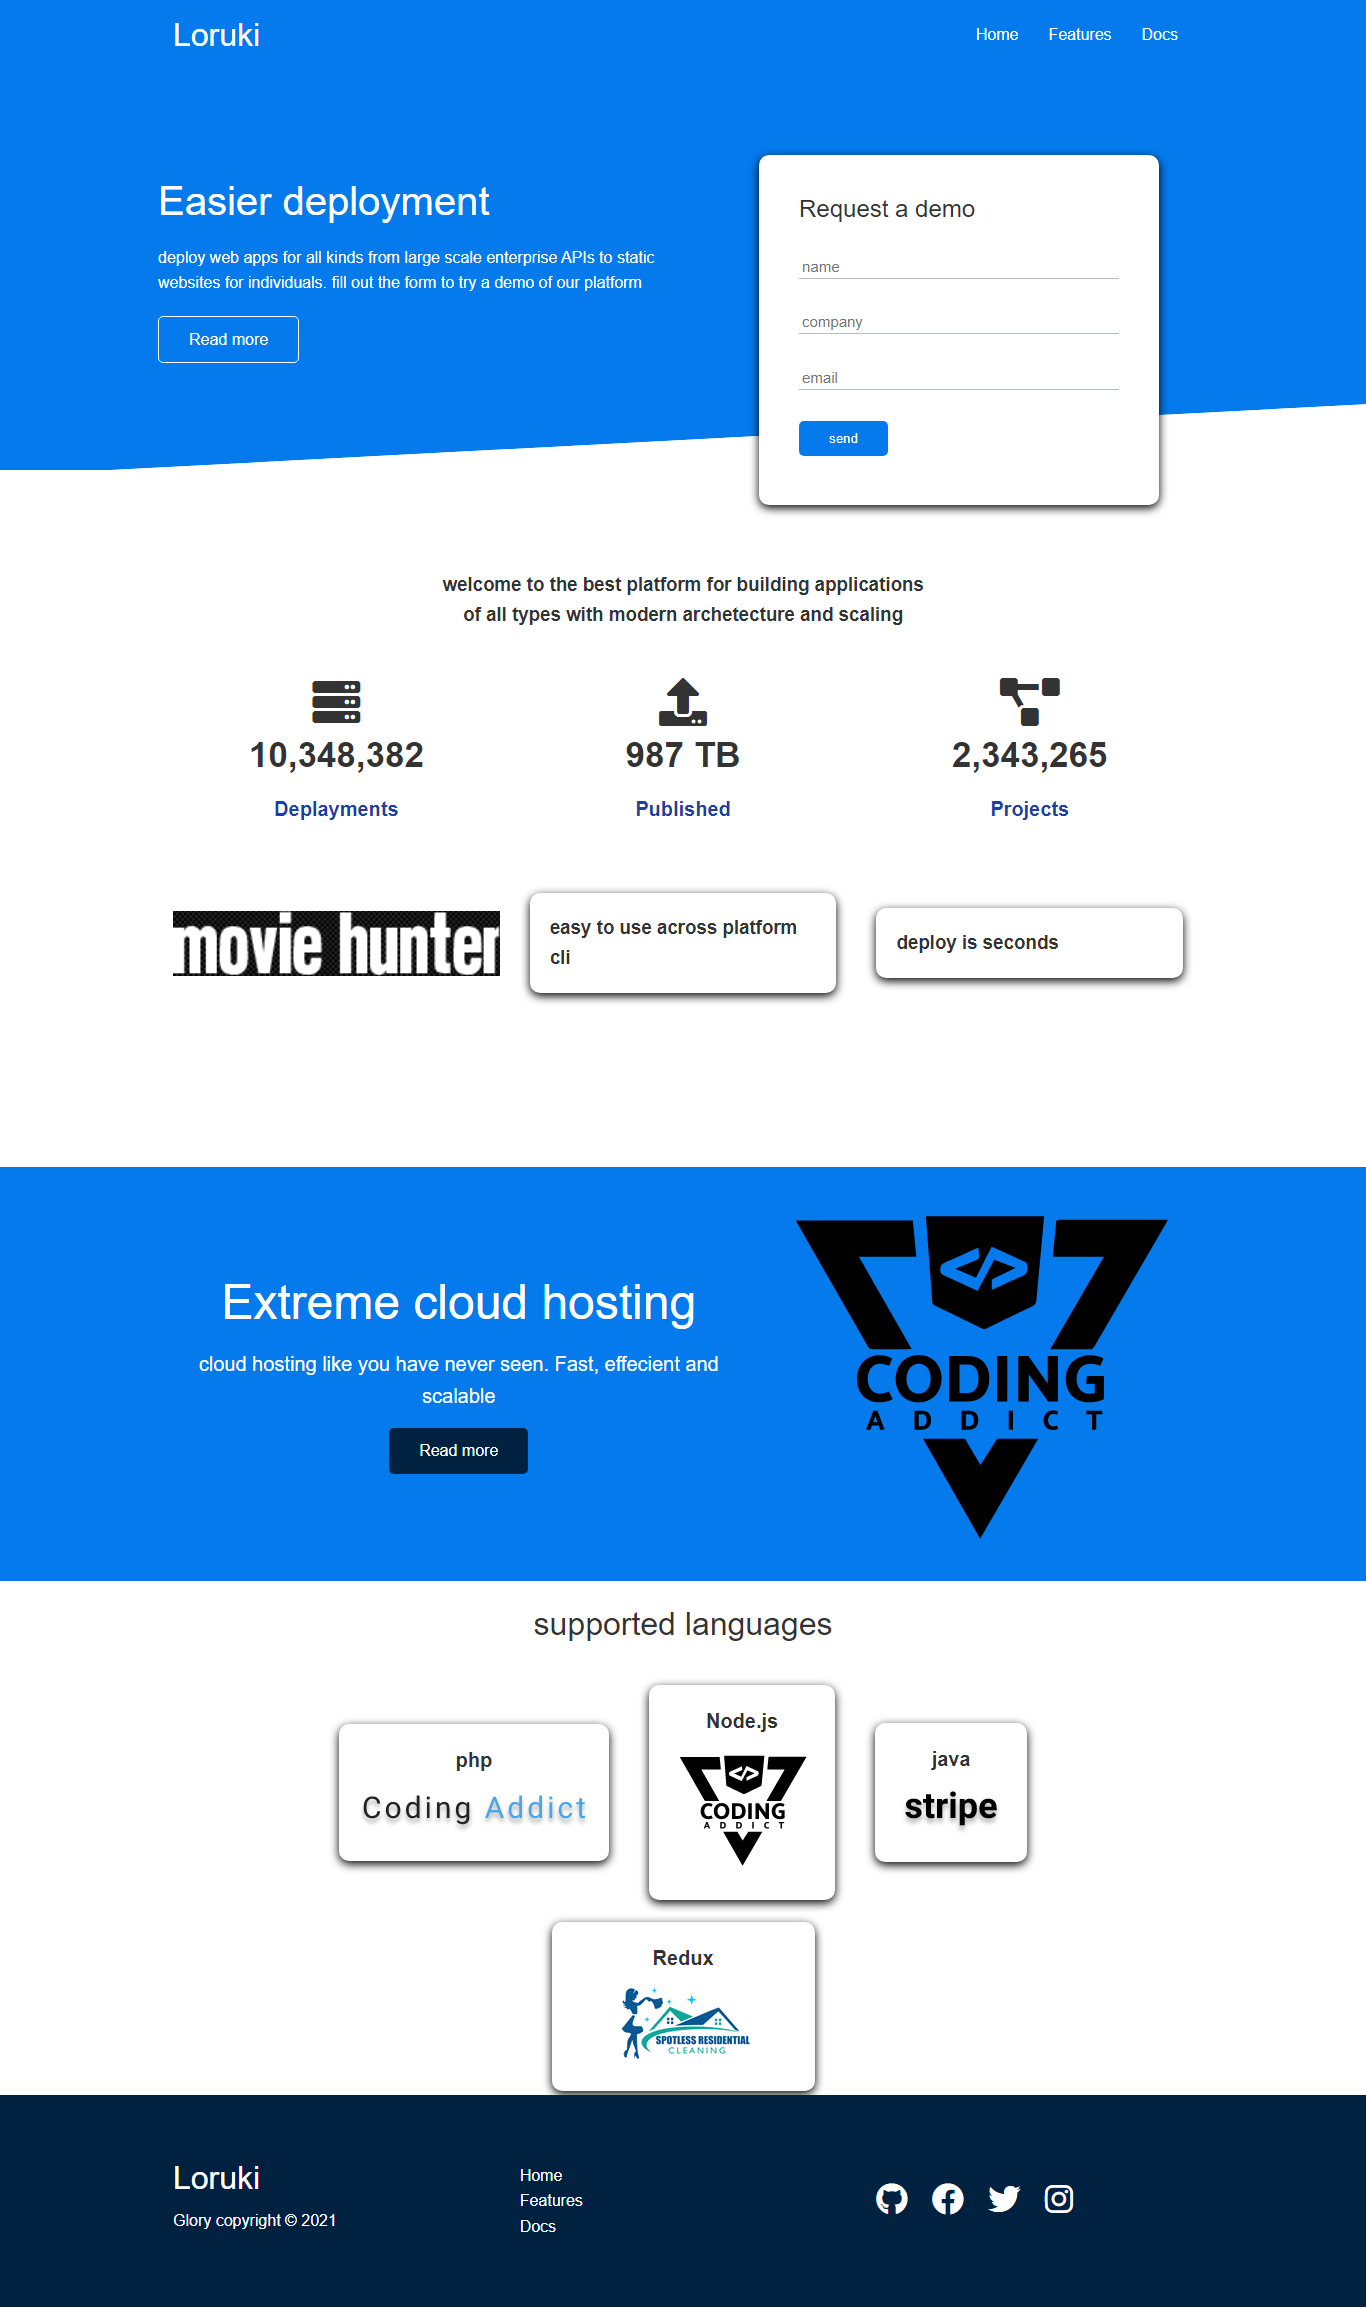 Loruki
Home Features Docs
Easier deployment
deploy web apps for all kinds from large scale enterprise APIs to static
websites for individuals. fill out the form to try a demo of our platform
Read more
Request a demo
name
company
email
send
welcome to the best platform for building applications
of all types with modern archetecture and scaling
10,348,382
Deplayments
987 TB
Published
2,343,265
Projects
movie hunter
easy to use across platform
cli
deploy is seconds
Extreme cloud hosting
cloud hosting like you have never seen. Fast, effecient and
scalable
Read more
CODING
ADDICT
supported languages
php
Coding Addict
Node.js
CODING
ADDICT
java
stripe
Redux
SPOTLESS RESIDENTIAL
CLEANING
Loruki
Glory copyright © 2021
Home
Features
Docs